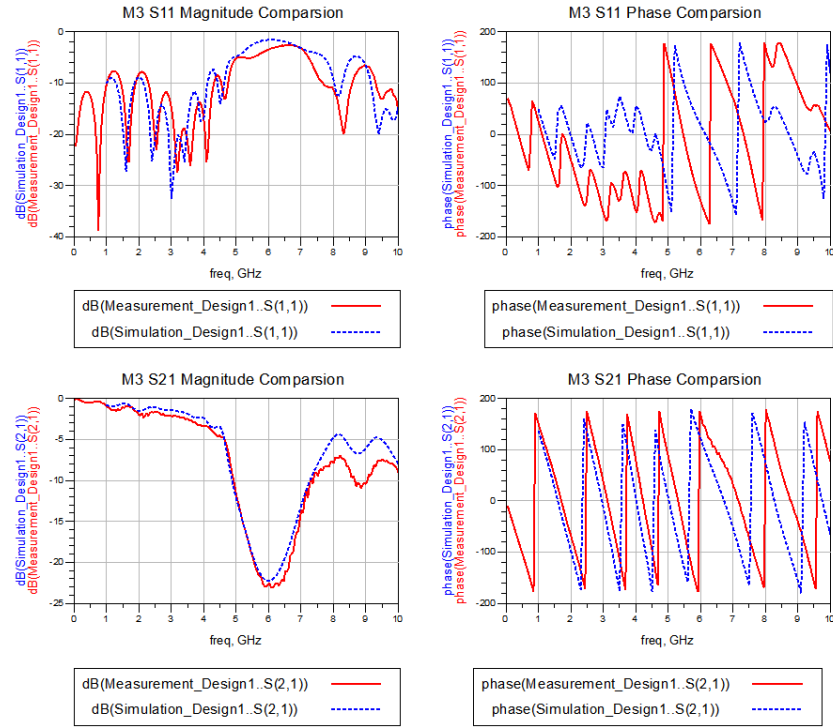 M3 S11 Magnitude Comparsion
dB(Simulation_Design1..S(1,1))
dB(Measurement_Design1..S(1,1))
0
-10
-20
-30
-40
0 1 2 3 4 5 6 7 8 9 10
freq, GHz
dB(Measurement_Design1..S(1,1))
dB(Simulation_Design1..S(1,1))
M3 S11 Phase Comparsion
phase(Simulation_Design1..S(1,1))
phase(Measurement_Design1..S(1,1))
200
100
0
-100
-200
0 1 2 3 4 5 6 7 8 9 10
freq, GHz
phase(Measurement_Design1..S(1,1))
phase(Simulation_Design1..S(1,1))
M3 S21 Magnitude Comparsion
dB(Simulation_Design1..S(2,1))
dB(Measurement_Design1..S(2,1))
0
-5
-10
-15
-20
-25
0 1 2 3 4 5 6 7 8 9 10
freq, GHz
dB(Measurement_Design1..S(2,1))
dB(Simulation_Design1..S(2,1))
M3 S21 Phase Comparsion
phase(Simulation_Design1..S(2,1))
phase(Measurement_Design1..S(2,1))
200
100
0
-100
-200
0 1 2 3 4 5 6 7 8 9 10
freq, GHz
phase(Measurement_Design1..S(2,1))
phase(Simulation_Design1..S(2,1))